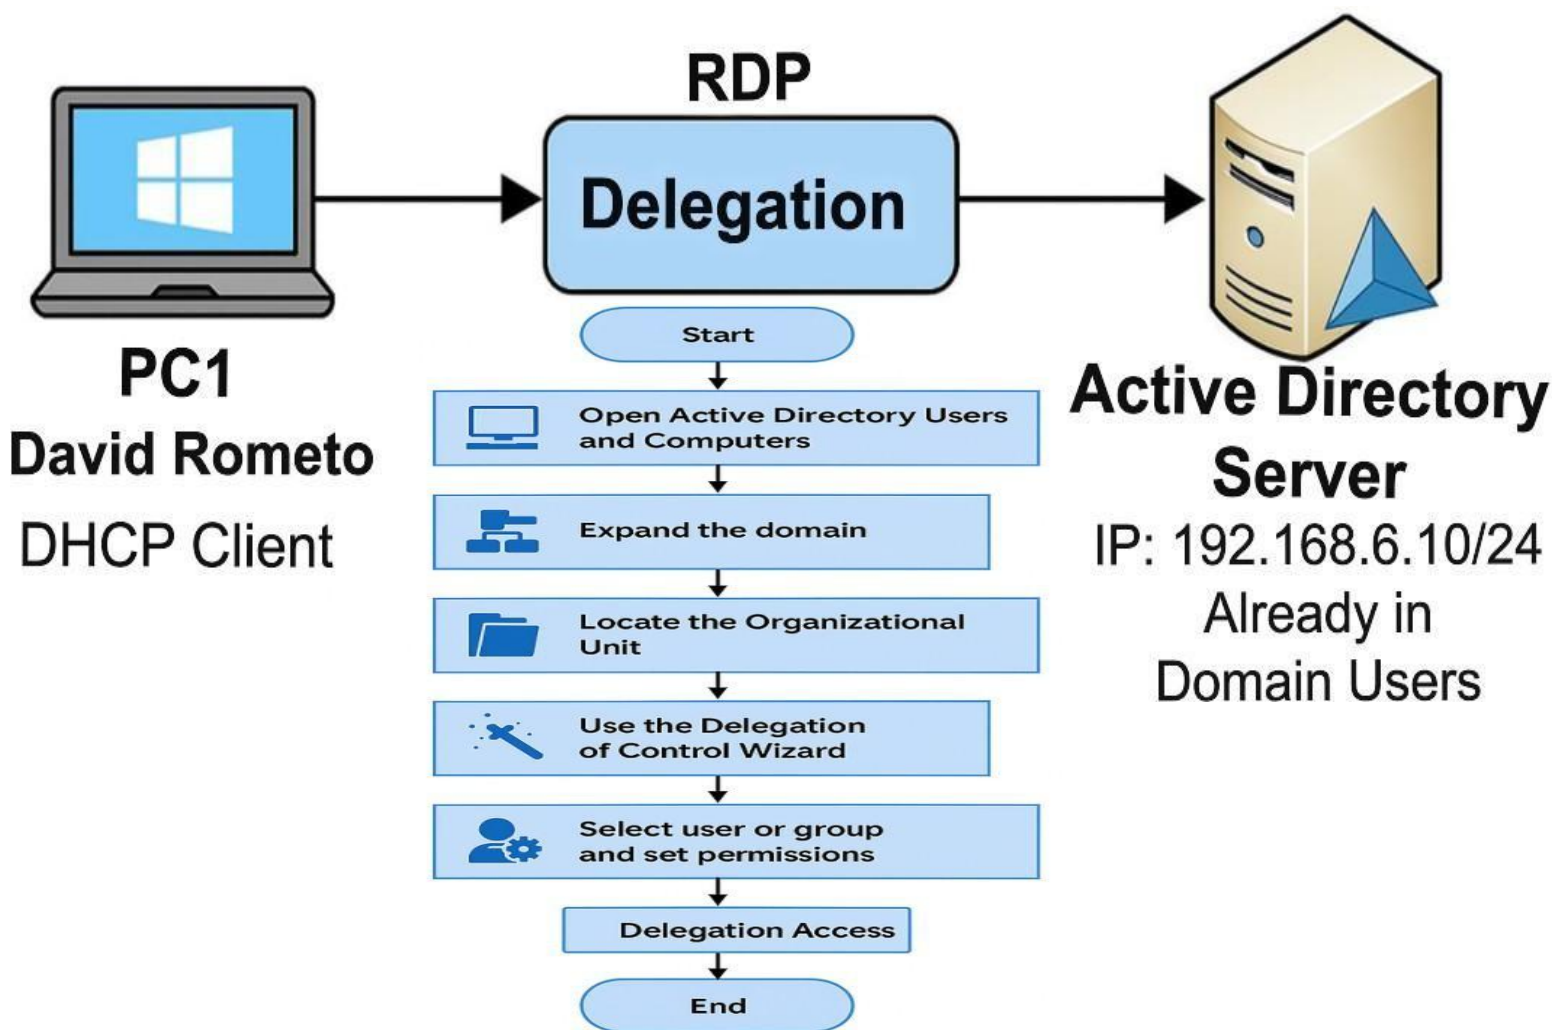 RDP
Delegation
PC1
David Rometo
DHCP Client
Start
Open Active Directory Users
and Computers
Expand the domain
Locate the Organizational
Unit
Use the Delegation
of Control Wizard
Select user or group
and set permissions
Delegation Access
End
Active Directory
Server
IP: 192.168.6.10/24
Already in
Domain Users